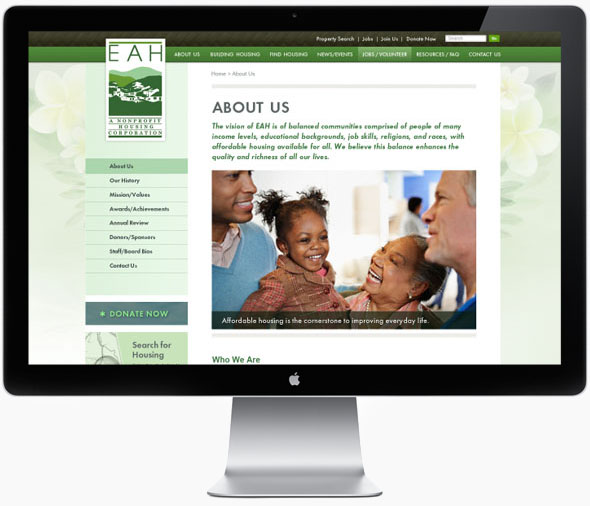 Property Search | Jobs | Join Us | Donate Now
Search
Go
EAH
A NONPROFIT
HOUSING
CORPORATION
ABOUT US
BUILDING HOUSING
FIND HOUSING
NEWS/EVENTS
JOBS / VOLUNTEER
RESOURCES / FAQ
CONTACT US
Home > About Us
ABOUT US
The vision of EAH is of balanced communities comprised of people of many
income levels, educational backgrounds, job skills, religions, and races, with
affordable housing available for all. We believe this balance enhances the
quality and richness of all our lives.
About Us
Our History
Mission/Values
Awards/Achievements
Annual Review
Donors/Sponsors
Staff/Board Bios
Contact Us
* DONATE NOW
Search for
Housing
Affordable housing is the cornerstone to improving everyday life.
Who We Are